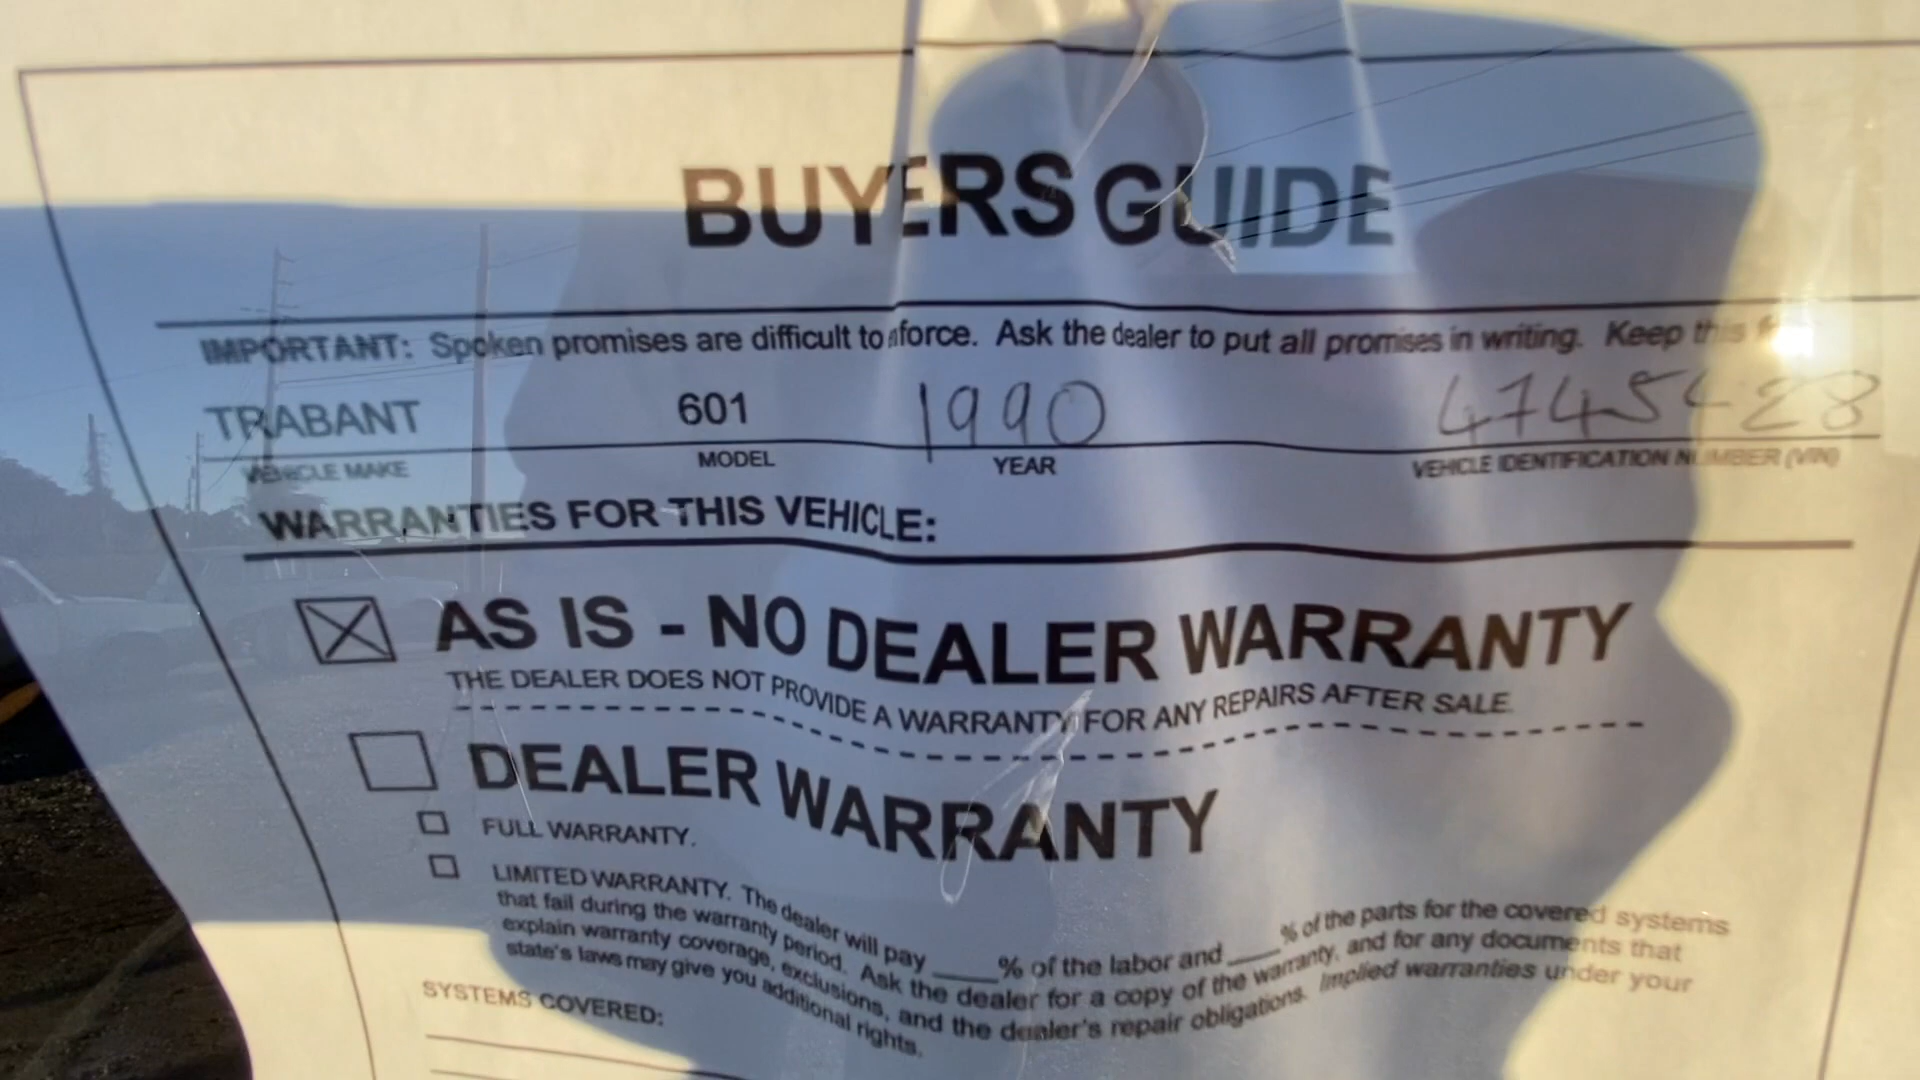 BUYERS GUIDE
IMPORTANT: Spoken promises are difficult to force. Ask the dealer to put all promises in writing. Keep this
TRABANT 601 1990
VEHICLE MAKE MODEL YEAR VEHICLE IDENTIFICATION NUMBER (VIN)
WARRANTIES FOR THIS VEHICLE:
AS IS - NO DEALER WARRANTY
THE DEALER DOES NOT PROVIDE A WARRANTY FOR ANY REPAIRS AFTER SALE.
DEALER WARRANTY
FULL WARRANTY.
LIMITED WARRANTY. The dealer will pay ____% of the labor and ____% of the parts for the covered systems
that fail during the warranty period. Ask the dealer for a copy of the warranty, and for any documents that
explain warranty coverage, exclusions, and the dealer's repair obligations. Implied warranties under your
state's laws may give you additional rights.
SYSTEMS COVERED: